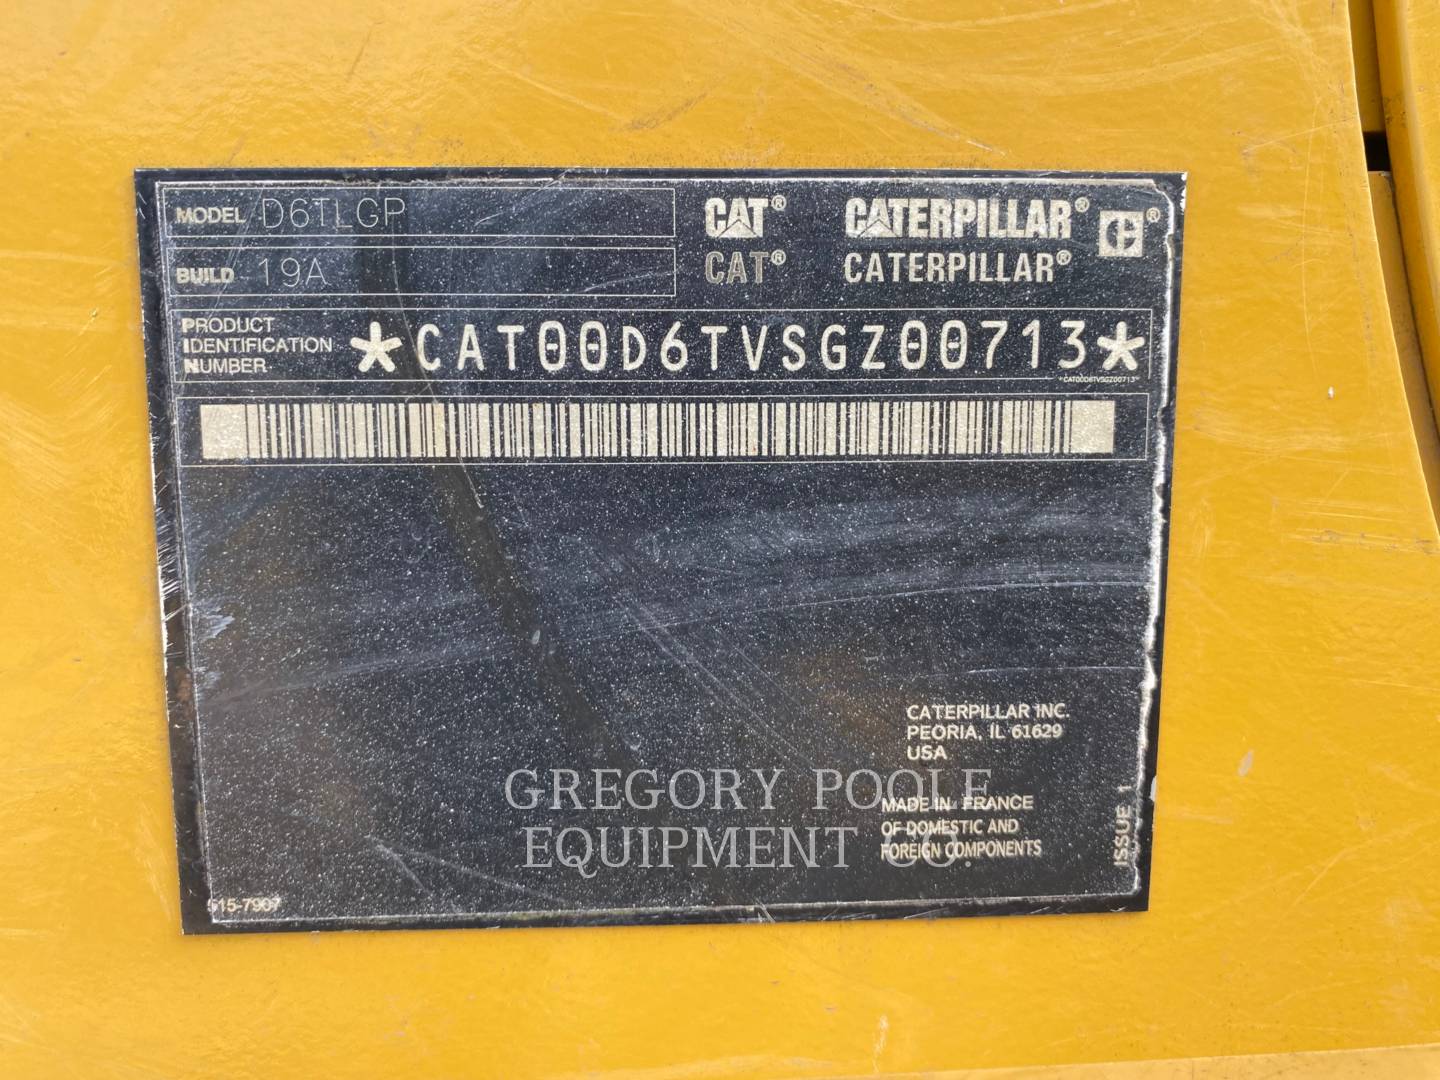 MODEL D6TLGP
BUILD 19A
CAT® CATERPILLAR® ®
CAT® CATERPILLAR®
PRODUCT
IDENTIFICATION
NUMBER
*CAT00D6TVSGZ00713*
*CAT00D6TVSGZ00713*
CATERPILLAR INC.
PEORIA, IL 61629
USA
GREGORY POOLE
EQUIPMENT CO.
MADE IN FRANCE
OF DOMESTIC AND
FOREIGN COMPONENTS
ISSUE 1
515-7907